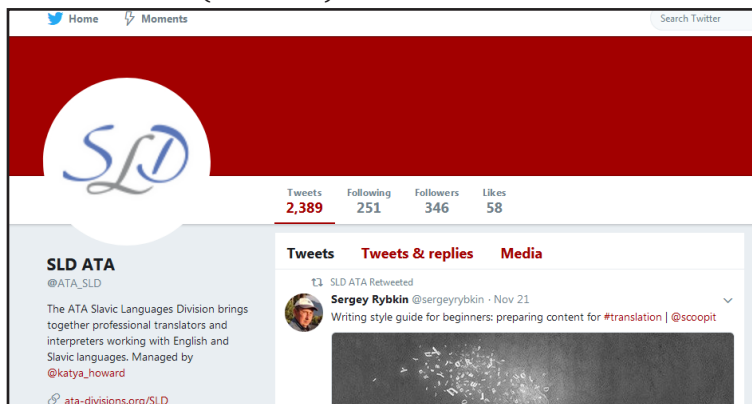 Home Moments Search Twitter
SLD
Tweets Following Followers Likes
2,389 251 346 58
SLD ATA
@ATA_SLD
The ATA Slavic Languages Division brings
together professional translators and
interpreters working with English and
Slavic languages. Managed by
@katya_howard
ata-divisions.org/SLD
Tweets Tweets & replies Media
SLD ATA Retweeted
Sergey Rybkin @sergeyrybkin · Nov 21
Writing style guide for beginners: preparing content for #translation | @scoopit